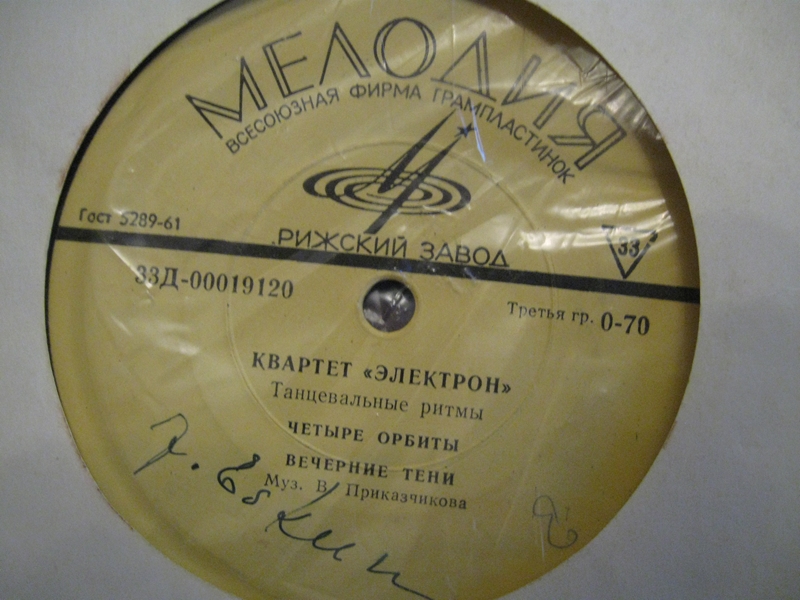 МЕЛОДИЯ
ВСЕСОЮЗНАЯ ФИРМА ГРАМПЛАСТИНОК
Гост 5289-61
РИЖСКИЙ ЗАВОД
33
33Д-00019120
Третья гр. 0-70
КВАРТЕТ «ЭЛЕКТРОН»
Танцевальные ритмы
ЧЕТЫРЕ ОРБИТЫ
ВЕЧЕРНИЕ ТЕНИ
Муз. В. Приказчикова